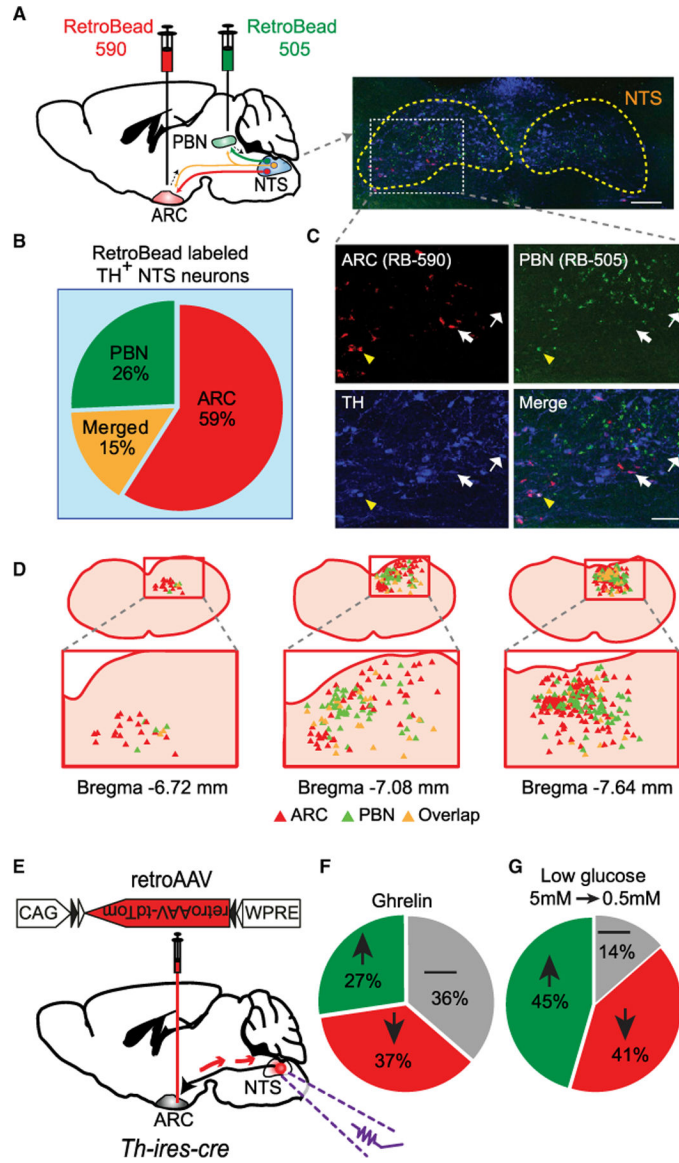 A
RetroBead 590
RetroBead 505
PBN
NTS
ARC
NTS
B
RetroBead labeled
TH+ NTS neurons
PBN
26%
ARC
59%
Merged
15%
C
ARC (RB-590)
PBN (RB-505)
TH
Merge
D
Bregma -6.72 mm
Bregma -7.08 mm
Bregma -7.64 mm
ARC
PBN
Overlap
E
retroAAV
CAG
retroAAV-tdTom
WPRE
NTS
ARC
Th-ires-cre
F
Ghrelin
27%
36%
37%
G
Low glucose
5mM → 0.5mM
14%
45%
41%